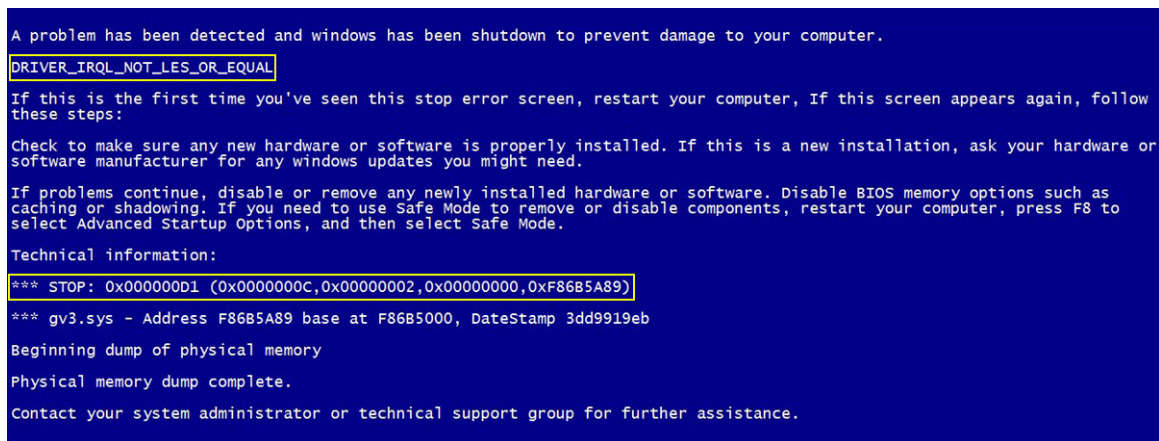 A problem has been detected and windows has been shutdown to prevent damage to your computer.
DRIVER_IRQL_NOT_LES_OR_EQUAL
If this is the first time you've seen this stop error screen, restart your computer, If this screen appears again, follow
these steps:
Check to make sure any new hardware or software is properly installed. If this is a new installation, ask your hardware or
software manufacturer for any windows updates you might need.
If problems continue, disable or remove any newly installed hardware or software. Disable BIOS memory options such as
caching or shadowing. If you need to use Safe Mode to remove or disable components, restart your computer, press F8 to
select Advanced Startup Options, and then select Safe Mode.
Technical information:
*** STOP: 0x000000D1 (0x0000000C,0x00000002,0x00000000,0xF86B5A89)
*** gv3.sys - Address F86B5A89 base at F86B5000, DateStamp 3dd9919eb
Beginning dump of physical memory
Physical memory dump complete.
Contact your system administrator or technical support group for further assistance.